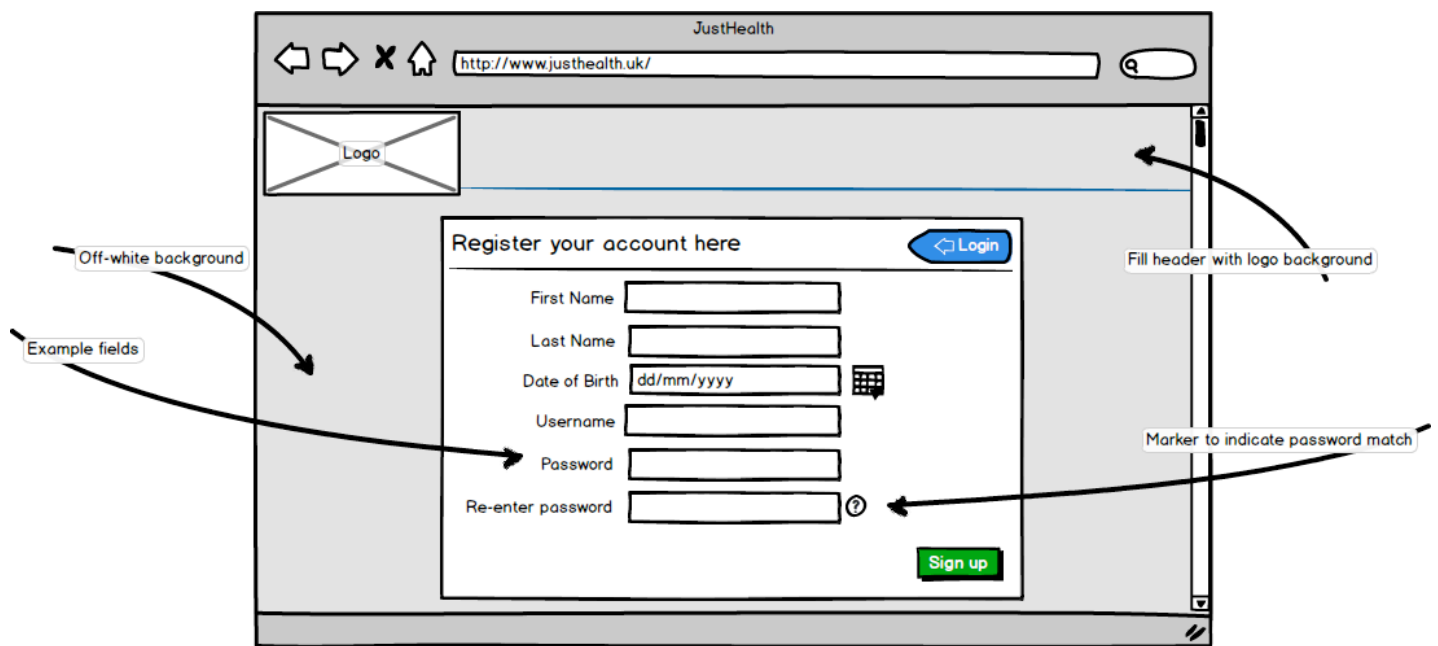 JustHealth
http://www.justhealth.uk/
Logo
Register your account here
Login
Off-white background
Fill header with logo background
First Name
Last Name
Example fields
Date of Birth
dd/mm/yyyy
Username
Marker to indicate password match
Password
Re-enter password
?
Sign up